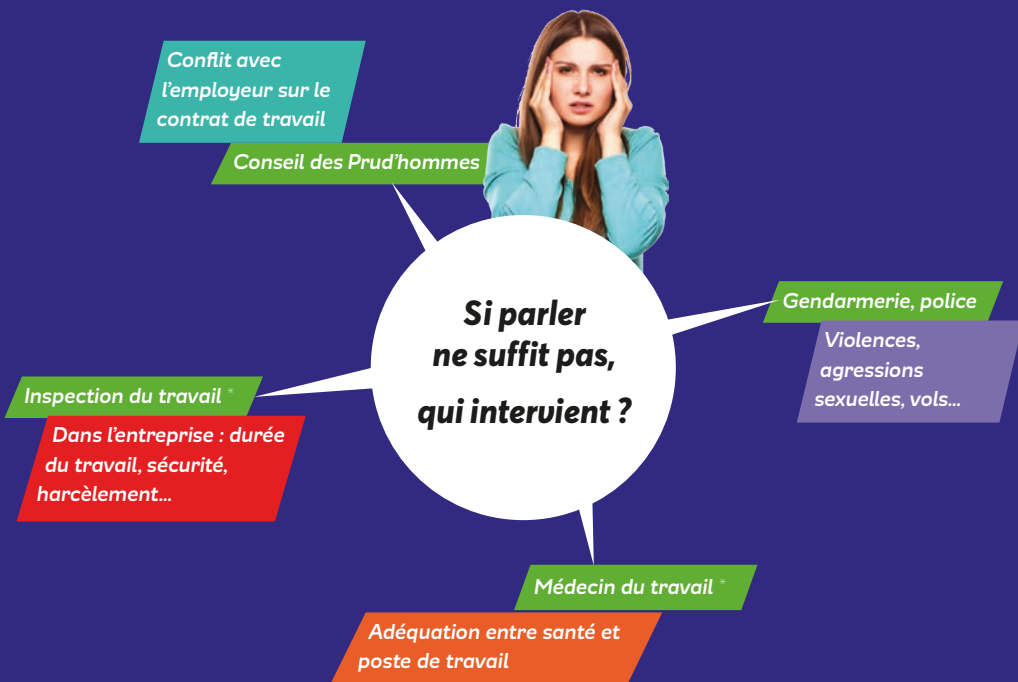 Conflit avec
l'employeur sur le
contrat de travail
Conseil des Prud'hommes
Si parler
ne suffit pas,
qui intervient ?
Gendarmerie, police
Violences,
agressions
sexuelles, vols...
Inspection du travail *
Dans l'entreprise : durée
du travail, sécurité,
harcèlement...
Médecin du travail *
Adéquation entre santé et
poste de travail